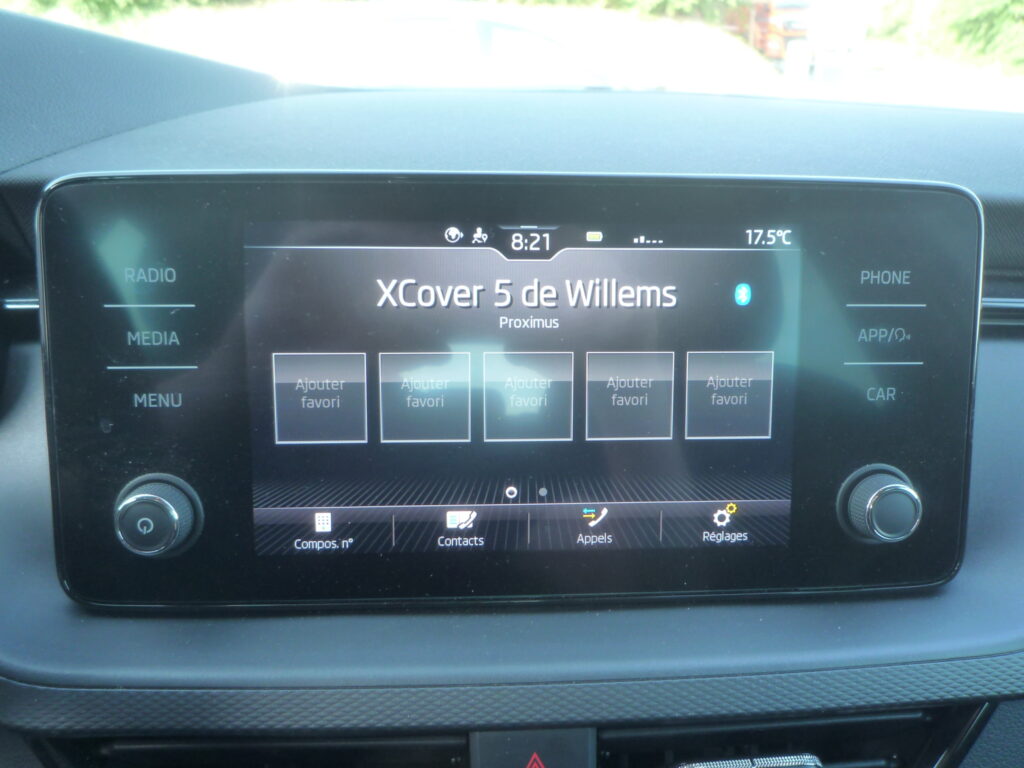 8:21
17.5°C
RADIO
MEDIA
MENU
XCover 5 de Willems
Proximus
Ajouter
favori
Ajouter
favori
Ajouter
favori
Ajouter
favori
Ajouter
favori
Compos. n°
Contacts
Appels
Réglages
PHONE
APP/
CAR